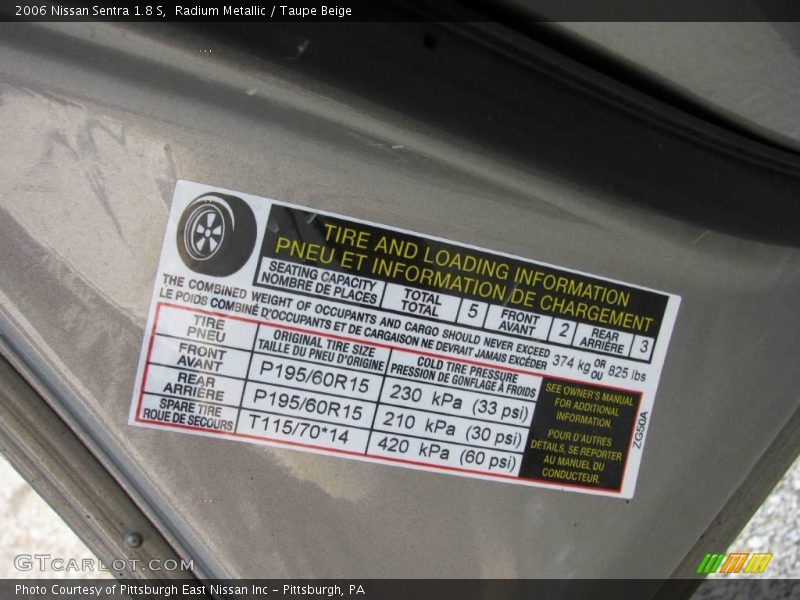 2006 Nissan Sentra 1.8 S,  Radium Metallic / Taupe Beige
TIRE AND LOADING INFORMATION
PNEU ET INFORMATION DE CHARGEMENT
SEATING CAPACITY
NOMBRE DE PLACES
TOTAL
TOTAL
5
FRONT
AVANT
2
REAR
ARRIÈRE
3
THE COMBINED WEIGHT OF OCCUPANTS AND CARGO SHOULD NEVER EXCEED
LE POIDS COMBINÉ D'OCCUPANTS ET DE CARGAISON NE DEVRAIT JAMAIS EXCÉDER
374 kg OR
OU 825 lbs
TIRE
PNEU
ORIGINAL TIRE SIZE
TAILLE DU PNEU D'ORIGINE
COLD TIRE PRESSURE
PRESSION DE GONFLAGE À FROIDS
FRONT
AVANT
P195/60R15
230 kPa (33 psi)
REAR
ARRIÈRE
P195/60R15
210 kPa (30 psi)
SPARE TIRE
ROUE DE SECOURS
T115/70*14
420 kPa (60 psi)
SEE OWNER'S MANUAL
FOR ADDITIONAL
INFORMATION.
POUR D'AUTRES
DÉTAILS, SE REPORTER
AU MANUEL DU
CONDUCTEUR.
ZG50A
GTCarLot.com
Photo Courtesy of Pittsburgh East Nissan Inc – Pittsburgh, PA